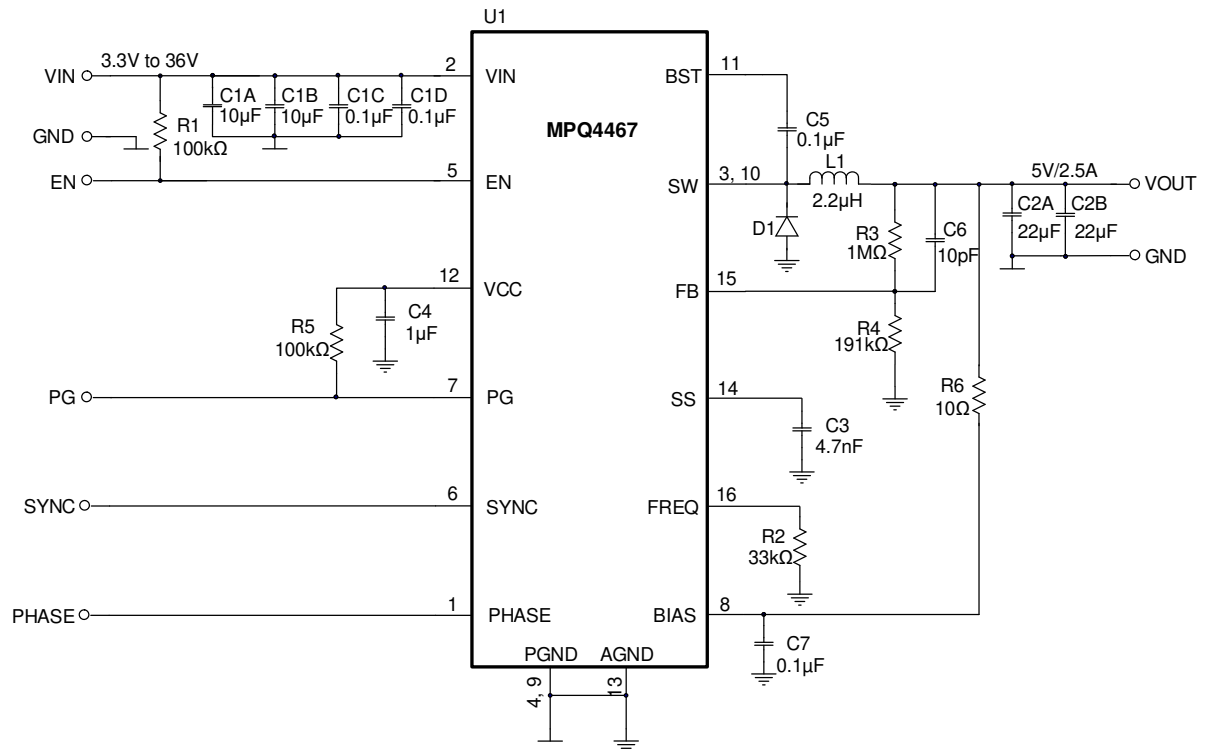 U1
3.3V to 36V
VIN
2
VIN
BST
11
C1A
10µF
C1B
10µF
C1C
0.1µF
C1D
0.1µF
C5
0.1µF
GND
R1
100kΩ
MPQ4467
L1
2.2µH
EN
5
EN
SW
3, 10
5V/2.5A
VOUT
D1
R3
1MΩ
C6
10pF
C2A
22µF
C2B
22µF
GND
12
VCC
FB
15
R5
100kΩ
C4
1µF
R4
191kΩ
PG
7
PG
SS
14
R6
10Ω
C3
4.7nF
SYNC
6
SYNC
FREQ
16
R2
33kΩ
PHASE
1
PHASE
BIAS
8
C7
0.1µF
PGND
AGND
4, 9
13